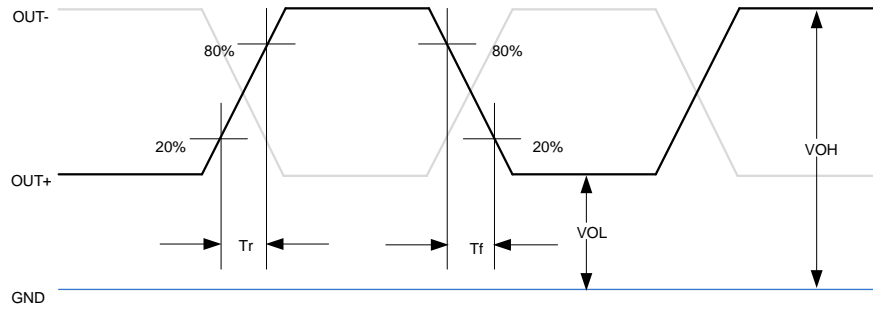 OUT-
80%
80%
20%
20%
VOH
OUT+
VOL
Tr
Tf
GND